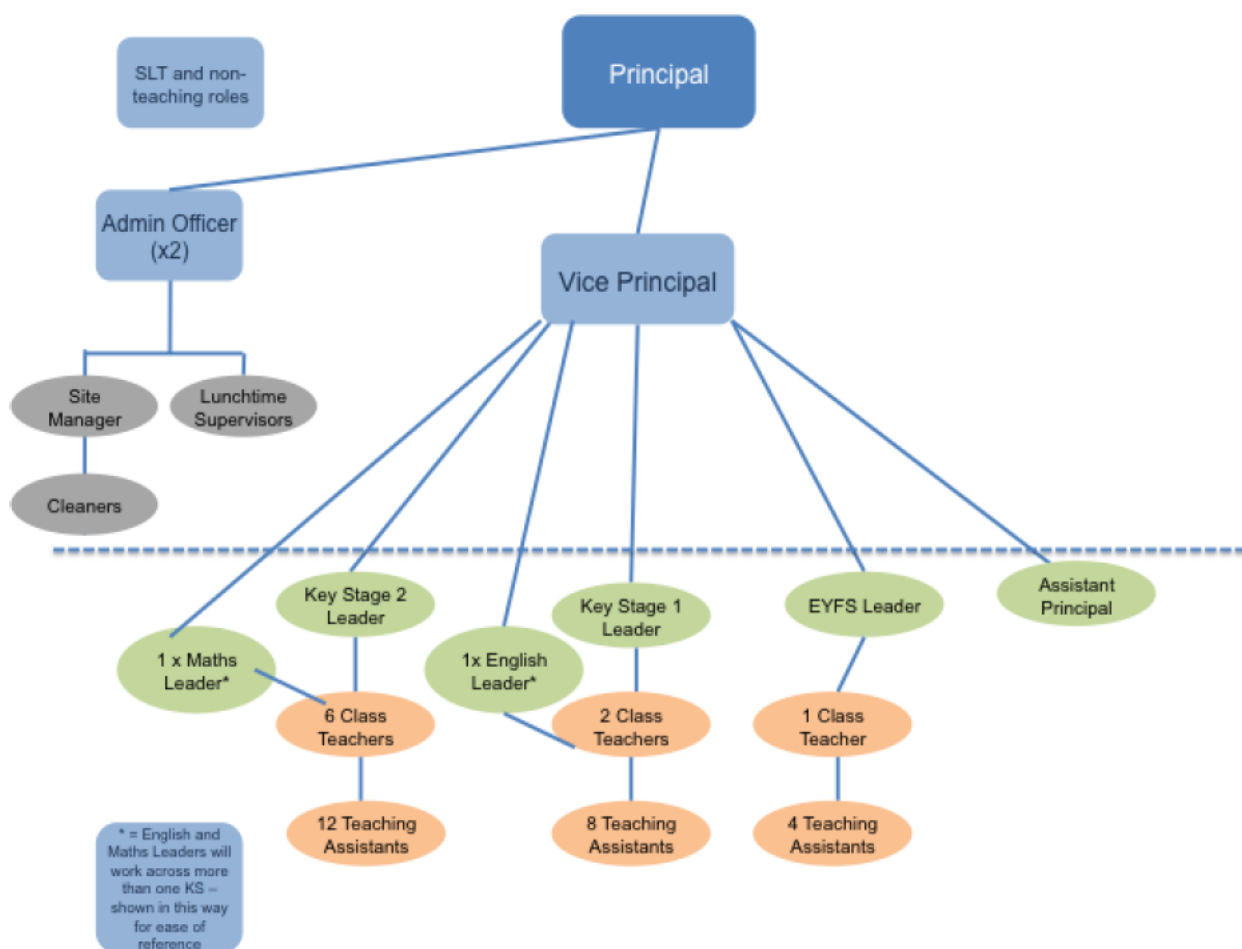 SLT and non-
teaching roles
Principal
Admin Officer
(x2)
Vice Principal
Site
Manager
Lunchtime
Supervisors
Cleaners
Key Stage 2
Leader
Key Stage 1
Leader
EYFS Leader
Assistant
Principal
1 x Maths
Leader*
1x English
Leader*
6 Class
Teachers
2 Class
Teachers
1 Class
Teacher
12 Teaching
Assistants
8 Teaching
Assistants
4 Teaching
Assistants
* = English and
Maths Leaders will
work across more
than one KS –
shown in this way
for ease of
reference